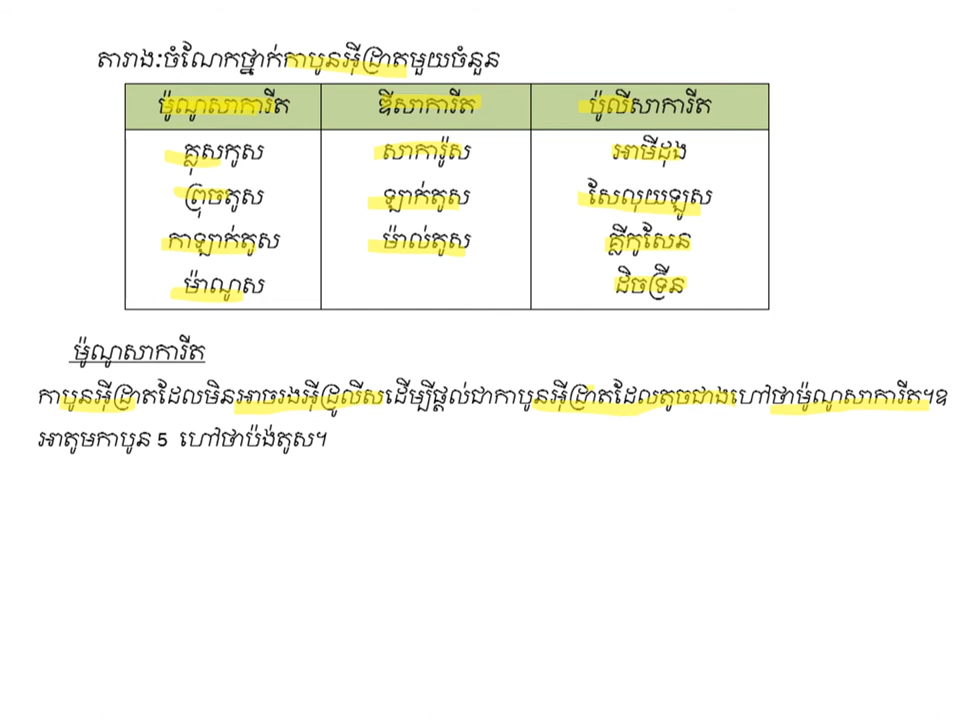 តារាង:ចំណែកថ្នាក់កាបូនអ៊ីដ្រាតមួយចំនួន
ម៉ូណូសាការីត ឌីសាការីត ប៉ូលីសាការីត
គ្លុយកូស សាការ៉ូស អាមីដុង
ព្រុចតូស ឡាក់តូស សែលុយឡូស
កាឡាក់តូស ម៉ាល់តូស គ្លីកូសែន
ម៉ាណូស ដិចទ្រីន
ម៉ូណូសាការីត
កាបូនអ៊ីដ្រាតដែលមិនអាចរងអ៊ីដ្រូលីសដើម្បីផ្តល់ជាកាបូនអ៊ីដ្រាតដែលតូចជាងហៅថាម៉ូណូសាការីត។ឧ
អាតូមកាបូន 5 ហៅថាប៉ង់តូស។